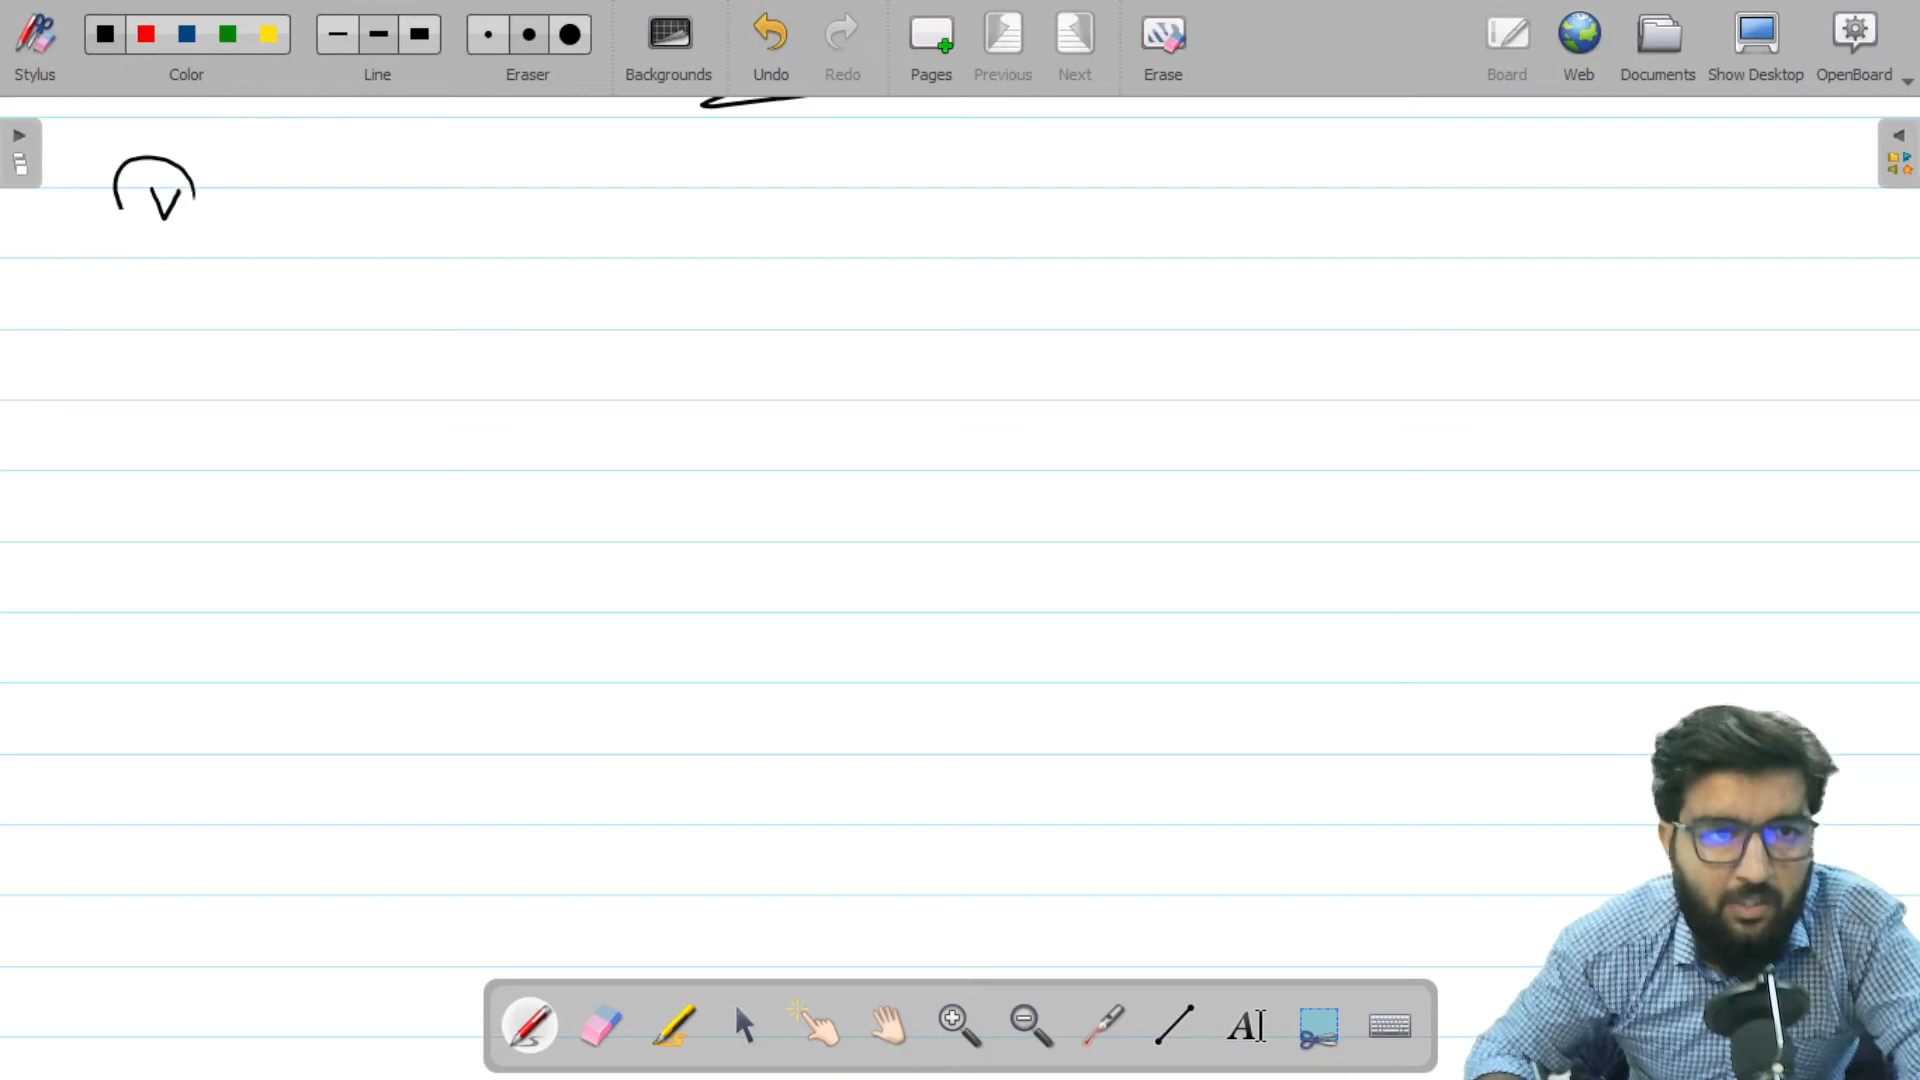 Stylus Color Line Eraser Backgrounds Undo Redo Pages Previous Next Erase Board Web Documents Show Desktop OpenBoard
V
A